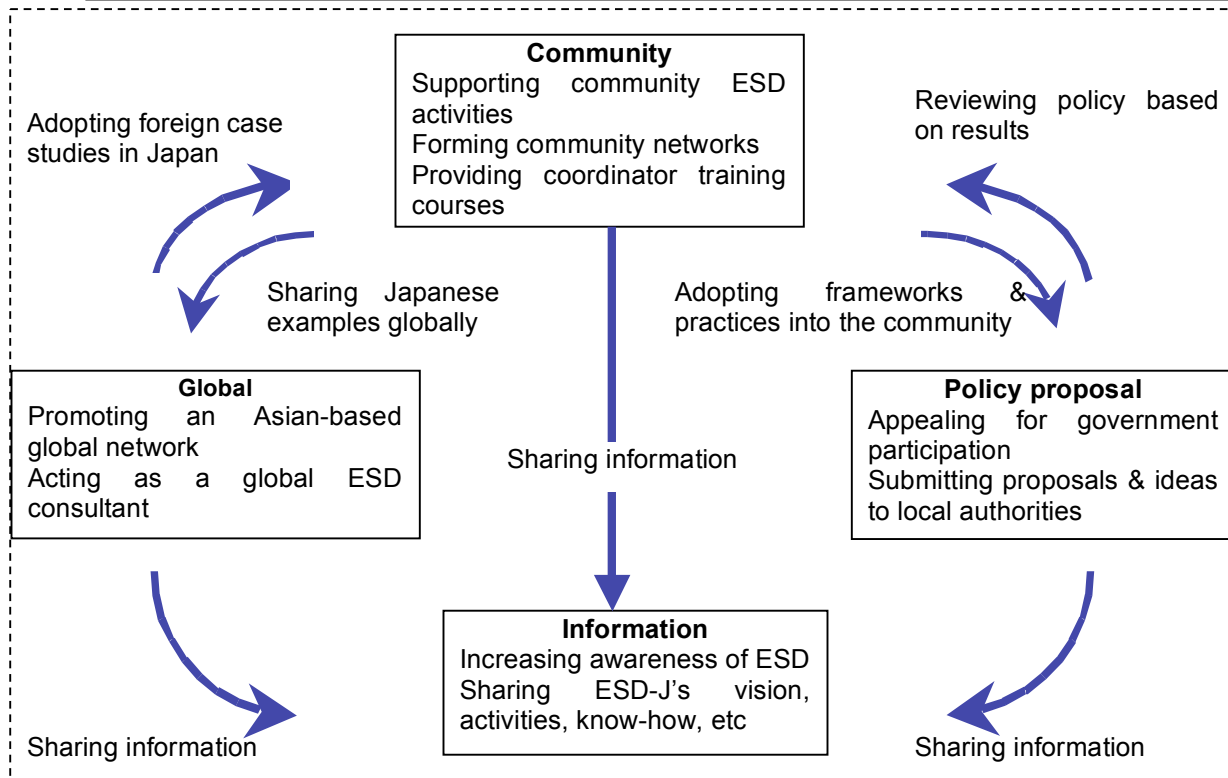 Community
Supporting community ESD
activities
Forming community networks
Providing coordinator training
courses
Adopting foreign case
studies in Japan
Reviewing policy based
on results
Sharing Japanese
examples globally
Adopting frameworks &
practices into the community
Global
Promoting an Asian-based
global network
Acting as a global ESD
consultant
Sharing information
Policy proposal
Appealing for government
participation
Submitting proposals & ideas
to local authorities
Information
Increasing awareness of ESD
Sharing ESD-J's vision,
activities, know-how, etc
Sharing information
Sharing information